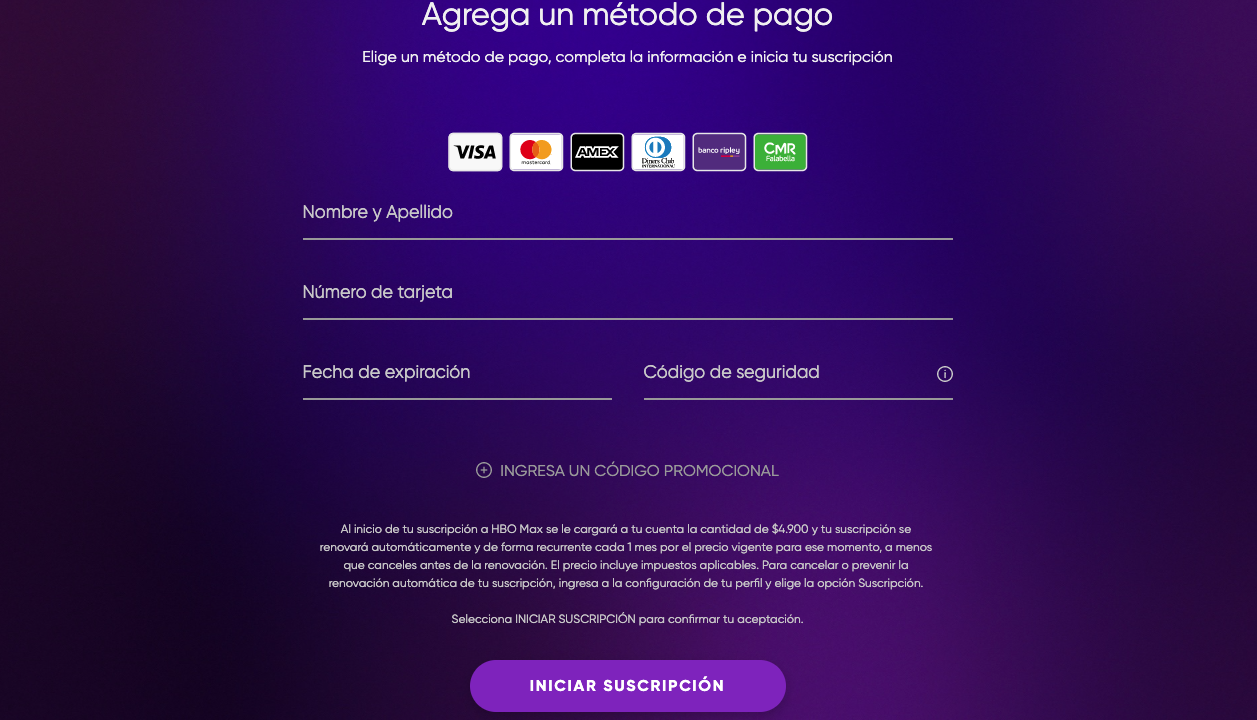 Agrega un método de pago
Elige un método de pago, completa la información e inicia tu suscripción
VISA mastercard AMEX Diners Club INTERNATIONAL banco ripley CMR Falabella
Nombre y Apellido
Número de tarjeta
Fecha de expiración Código de seguridad
INGRESA UN CÓDIGO PROMOCIONAL
Al inicio de tu suscripción a HBO Max se le cargará a tu cuenta la cantidad de $4.900 y tu suscripción se
renovará automáticamente y de forma recurrente cada 1 mes por el precio vigente para ese momento, a menos
que canceles antes de la renovación. El precio incluye impuestos aplicables. Para cancelar o prevenir la
renovación automática de tu suscripción, ingresa a la configuración de tu perfil y elige la opción Suscripción.
Selecciona INICIAR SUSCRIPCIÓN para confirmar tu aceptación.
INICIAR SUSCRIPCIÓN